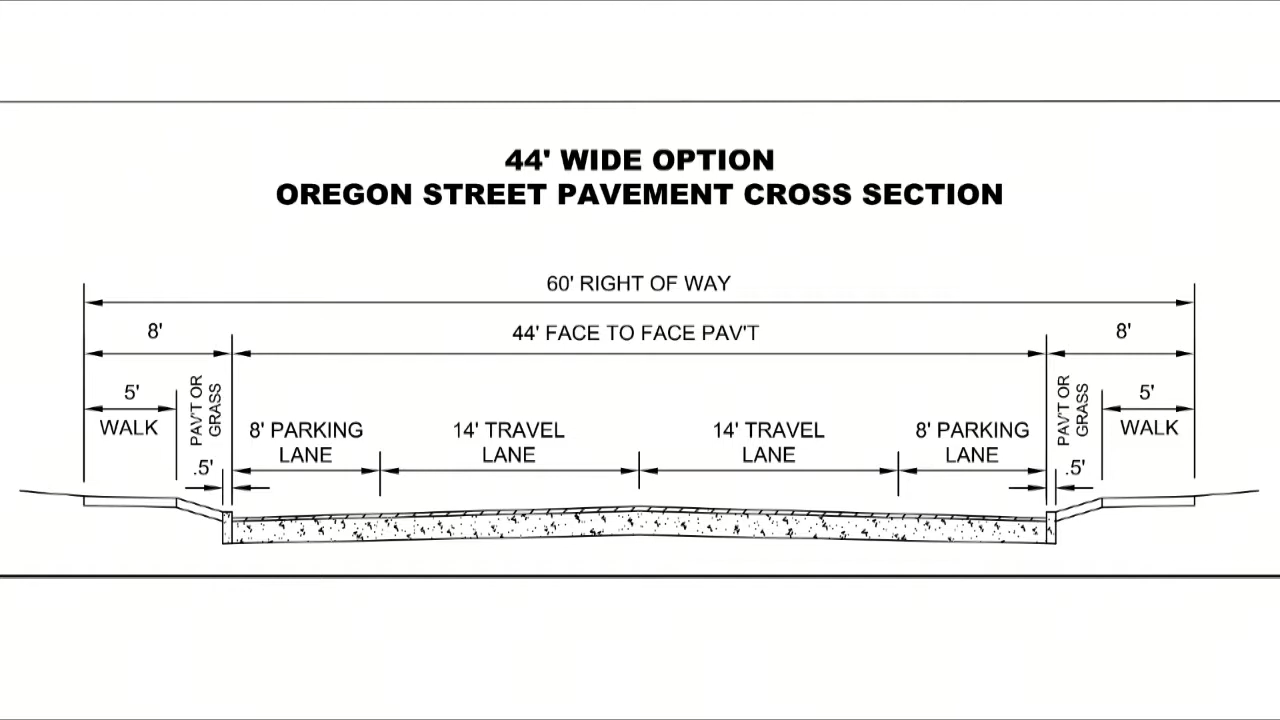 44' WIDE OPTION
OREGON STREET PAVEMENT CROSS SECTION
60' RIGHT OF WAY
8'
44' FACE TO FACE PAV'T
8'
5'
WALK
PAV'T OR
GRASS
.5'
8' PARKING
LANE
14' TRAVEL
LANE
14' TRAVEL
LANE
8' PARKING
LANE
PAV'T OR
GRASS
.5'
5'
WALK